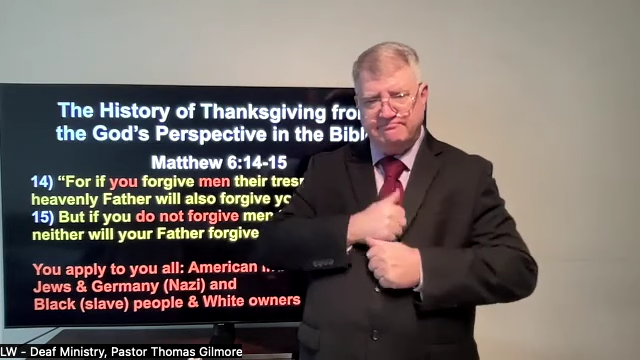 The History of Thanksgiving fro
the God's Perspective in the Bib
Matthew 6:14-15
14) "For if you forgive men their tresp
heavenly Father will also forgive yo
15) But if you do not forgive men
neither will your Father forgive
You apply to you all: American
Jews & Germany (Nazi) and
Black (slave) people & White owners
LW - Deaf Ministry, Pastor Thomas Gilmore